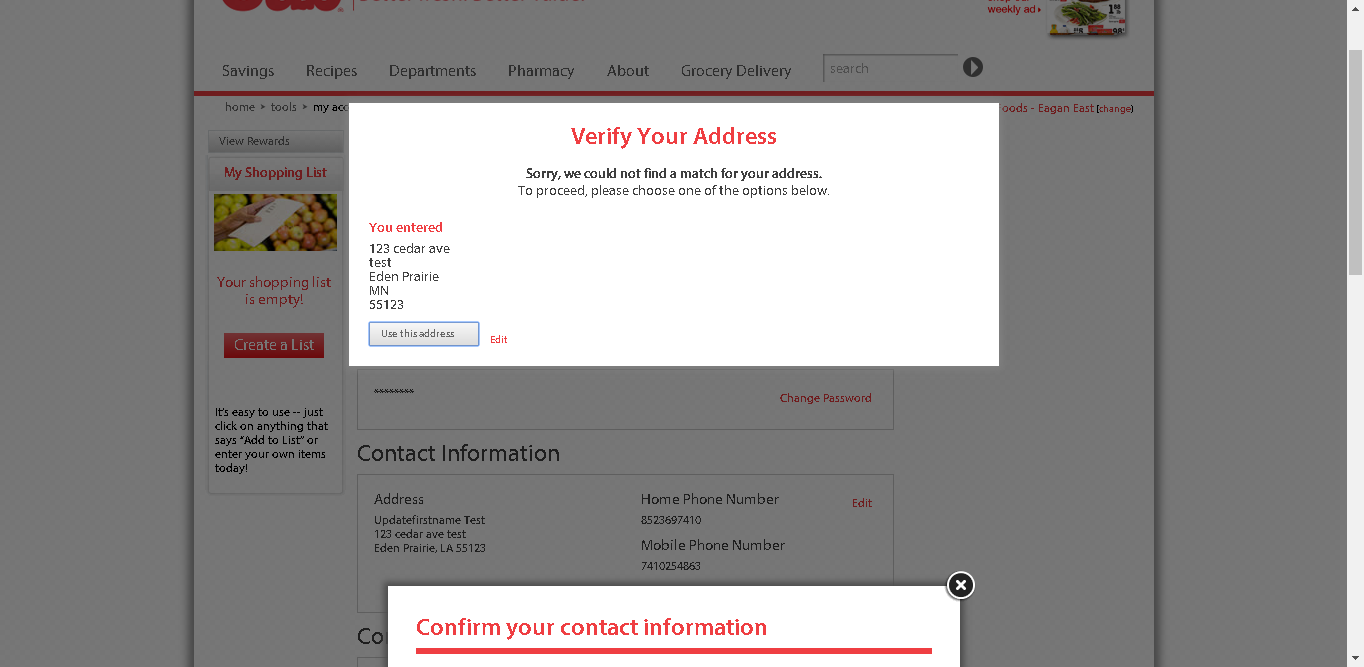 weekly ad
Savings
Recipes
Departments
Pharmacy
About
Grocery Delivery
search
home
tools
my acc
oods - Eagan East [change]
View Rewards
My Shopping List
Your shopping list
is empty!
Create a List
It's easy to use -- just
click on anything that
says "Add to List" or
enter your own items
today!
Verify Your Address
Sorry, we could not find a match for your address.
To proceed, please choose one of the options below.
You entered
123 cedar ave
test
Eden Prairie
MN
55123
Use this address
Edit
********
Change Password
Contact Information
Address
Updatefirstname Test
123 cedar ave test
Eden Prairie, LA 55123
Home Phone Number
8523697410
Mobile Phone Number
7410254863
Edit
Co
Confirm your contact information